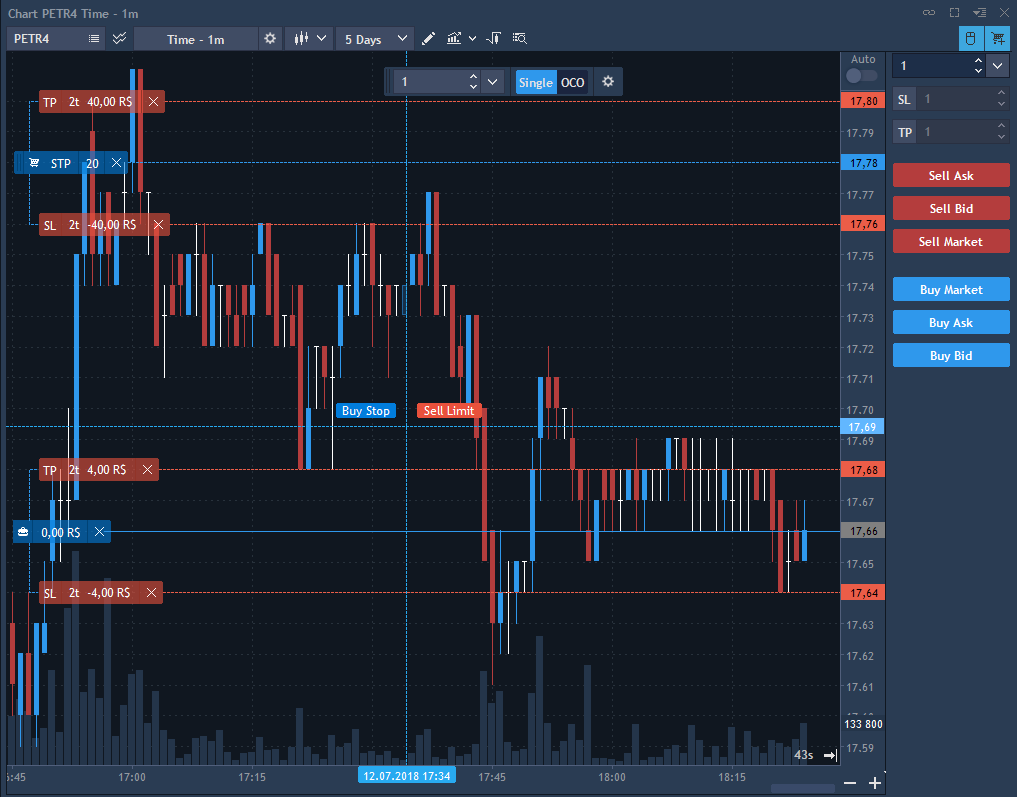 Chart PETR4 Time - 1m
PETR4 Time - 1m 5 Days
1 Single OCO
Auto
1
SL 1
TP 1
Sell Ask
Sell Bid
Sell Market
Buy Market
Buy Ask
Buy Bid
TP 2t 40,00 R$
STP 20
SL 2t -40,00 R$
Buy Stop Sell Limit
TP 2t 4,00 R$
0,00 R$
SL 2t -4,00 R$
17,80
17.79
17,78
17.77
17,76
17.75
17.74
17.73
17.72
17.71
17.70
17,69
17.69
17,68
17.67
17,66
17.65
17,64
17.63
17.62
17.61
133 800
17.59
43s
:45 17:00 17:15 12.07.2018 17:34 17:45 18:00 18:15